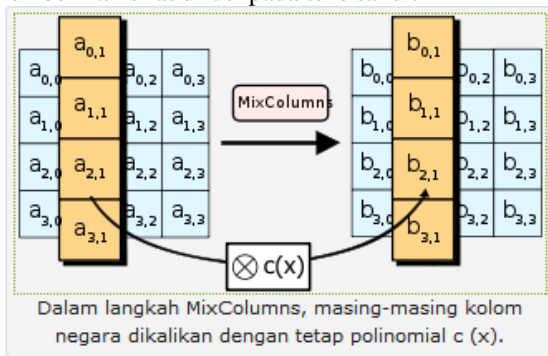 a0,0 a0,1 a0,2 a0,3
a1,0 a1,1 a1,2 a1,3
a2,0 a2,1 a2,2 a2,3
a3,0 a3,1 a3,2 a3,3
MixColumns
b0,0 b0,1 b0,2 b0,3
b1,0 b1,1 b1,2 b1,3
b2,0 b2,1 b2,2 b2,3
b3,0 b3,1 b3,2 b3,3
⊗ c(x)
Dalam langkah MixColumns, masing-masing kolom
negara dikalikan dengan tetap polinomial c (x).